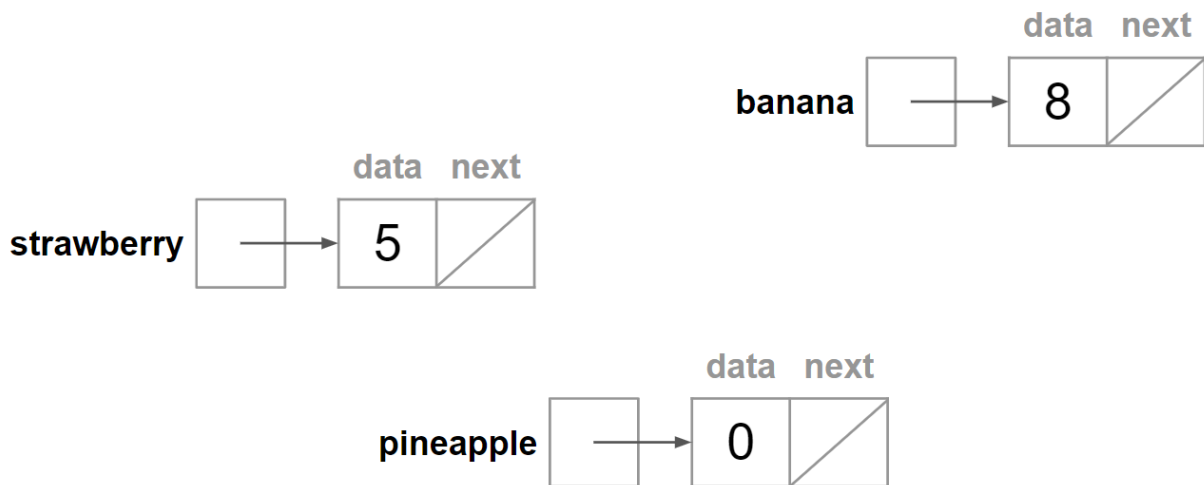 data next
banana 8
data next
strawberry 5
data next
pineapple 0